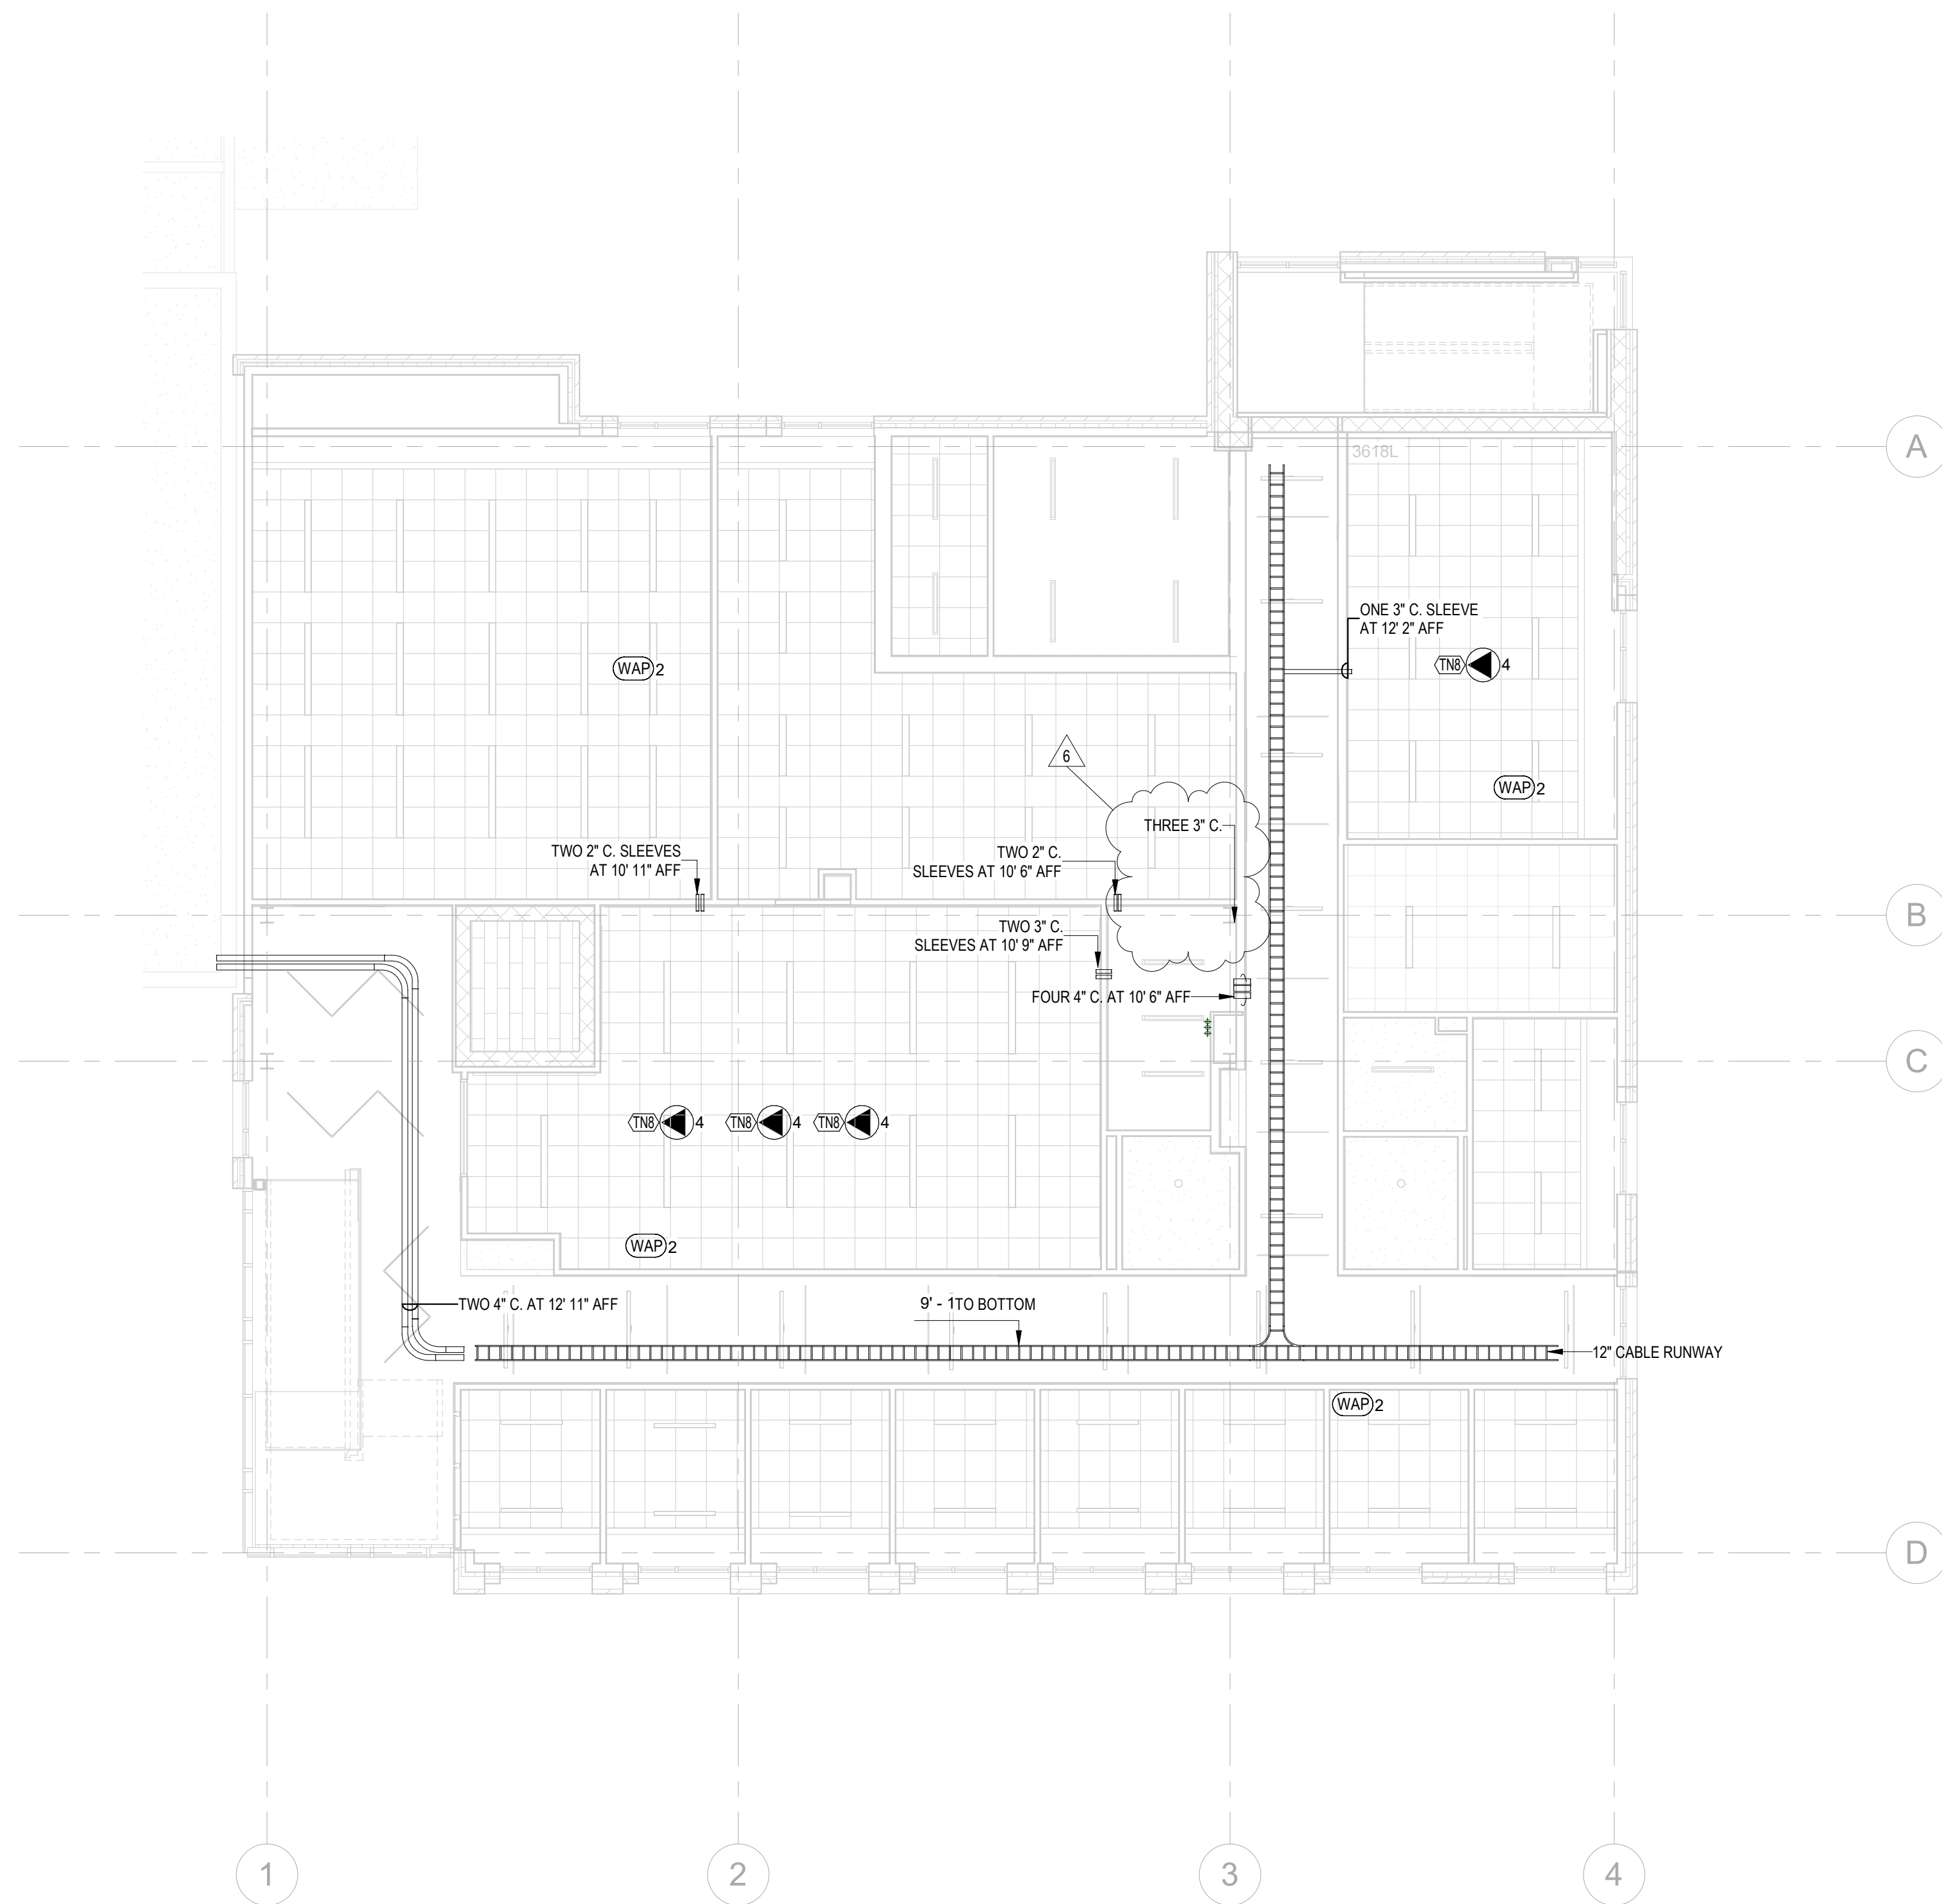 A
3618L
ONE 3" C. SLEEVE
AT 12' 2" AFF
WAP 2
TN8 4
6
WAP 2
THREE 3" C.
TWO 2" C. SLEEVES
AT 10' 11" AFF
TWO 2" C.
SLEEVES AT 10' 6" AFF
B
TWO 3" C.
SLEEVES AT 10' 9" AFF
FOUR 4" C. AT 10' 6" AFF
C
TN8 4 TN8 4 TN8 4
WAP 2
TWO 4" C. AT 12' 11" AFF
9' - 1TO BOTTOM
12" CABLE RUNWAY
WAP 2
D
1 2 3 4